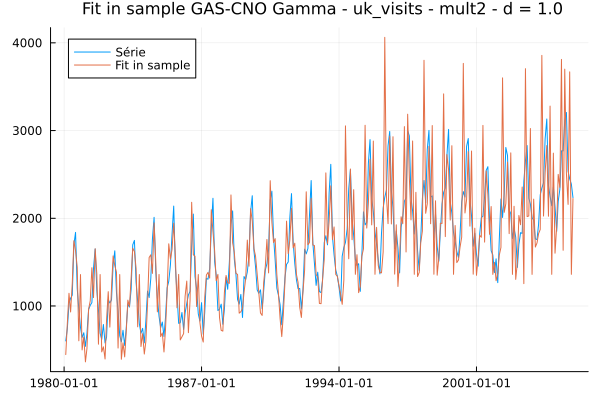 Fit in sample GAS-CNO Gamma - uk_visits - mult2 - d = 1.0
Série
Fit in sample
4000
3000
2000
1000
1980-01-01 1987-01-01 1994-01-01 2001-01-01